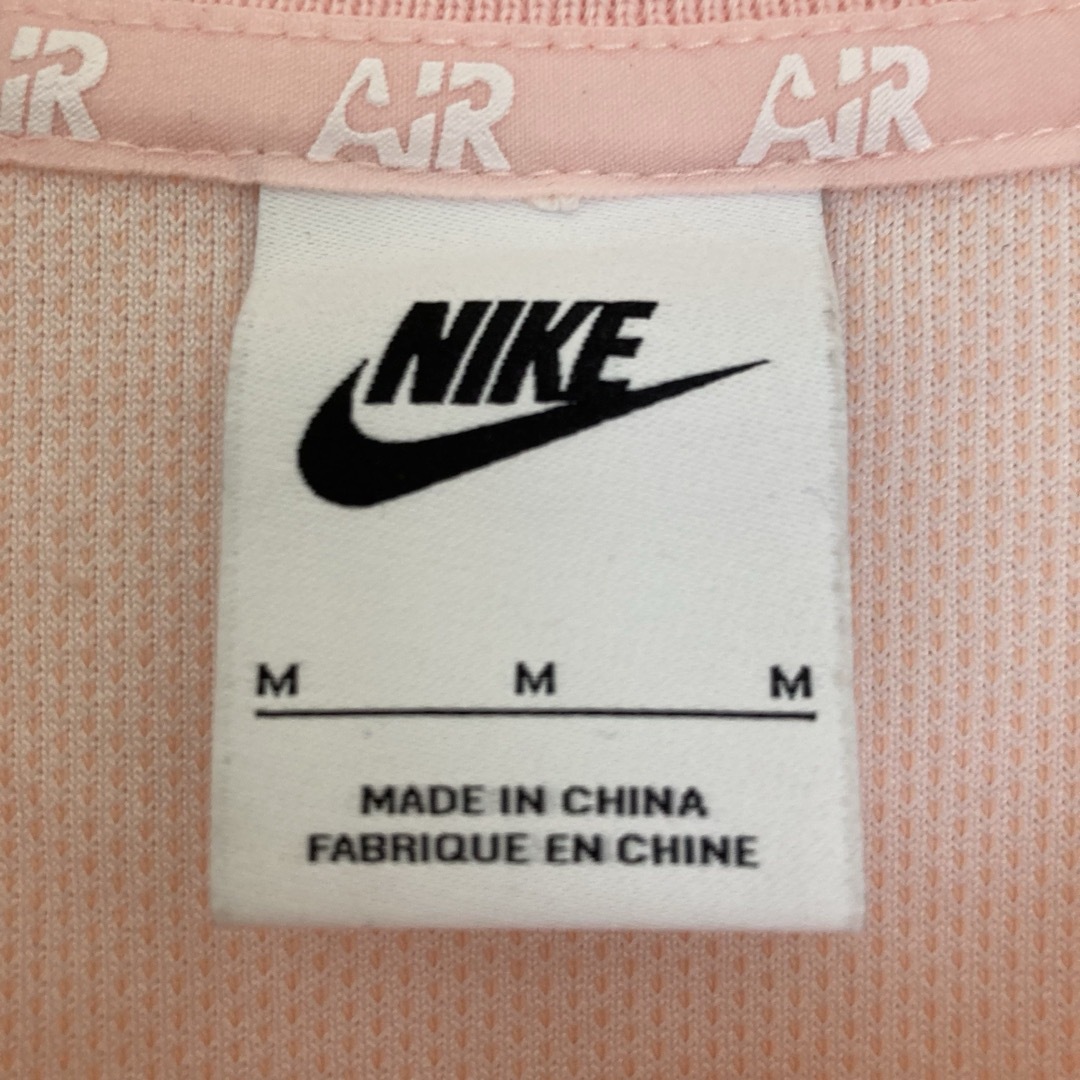 AIR AIR AIR
NIKE
M M M
MADE IN CHINA
FABRIQUE EN CHINE